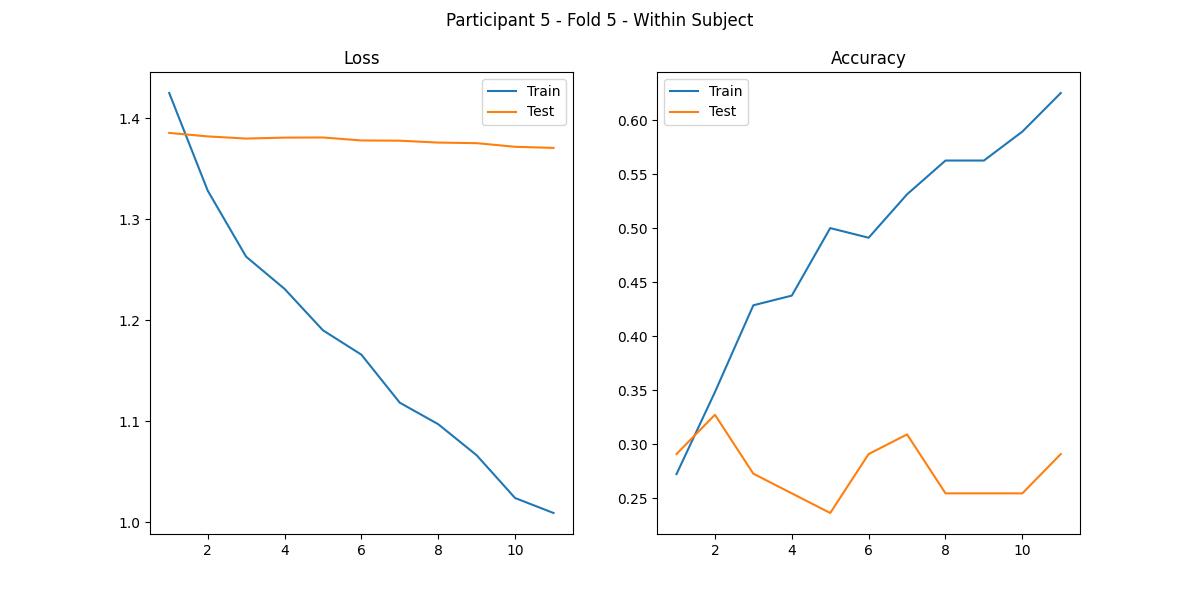 Participant 5 - Fold 5 - Within Subject
Loss
Train
Test
1.4
1.3
1.2
1.1
1.0
2 4 6 8 10
Accuracy
Train
Test
0.60
0.55
0.50
0.45
0.40
0.35
0.30
0.25
2 4 6 8 10